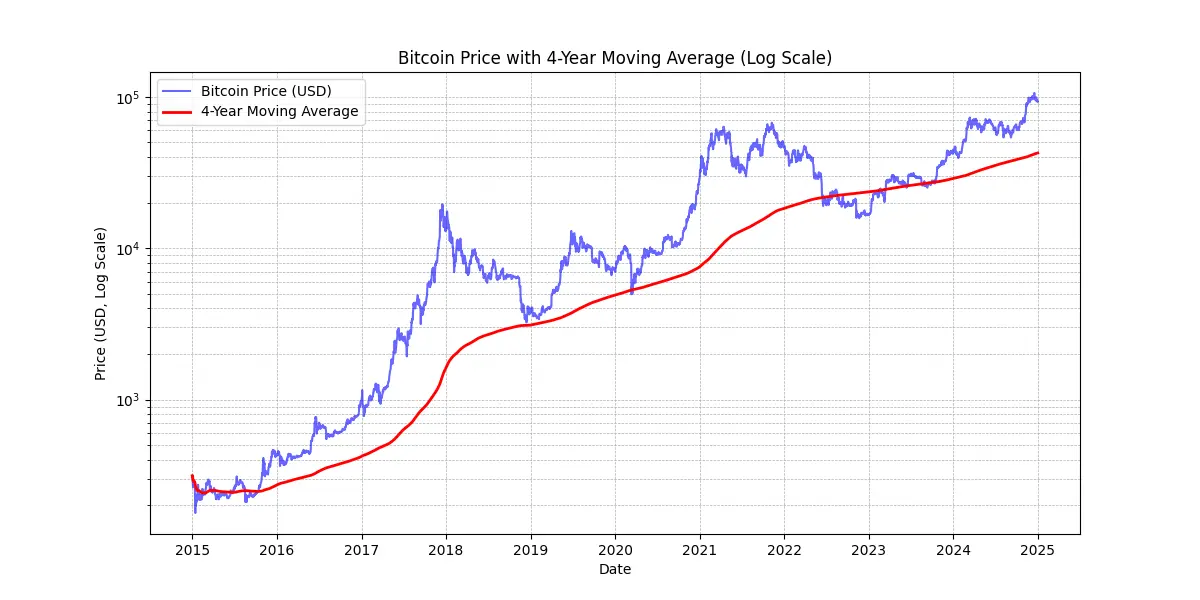 Bitcoin Price with 4-Year Moving Average (Log Scale)
Bitcoin Price (USD)
4-Year Moving Average
Price (USD, Log Scale)
10^5
10^4
10^3
2015 2016 2017 2018 2019 2020 2021 2022 2023 2024 2025
Date